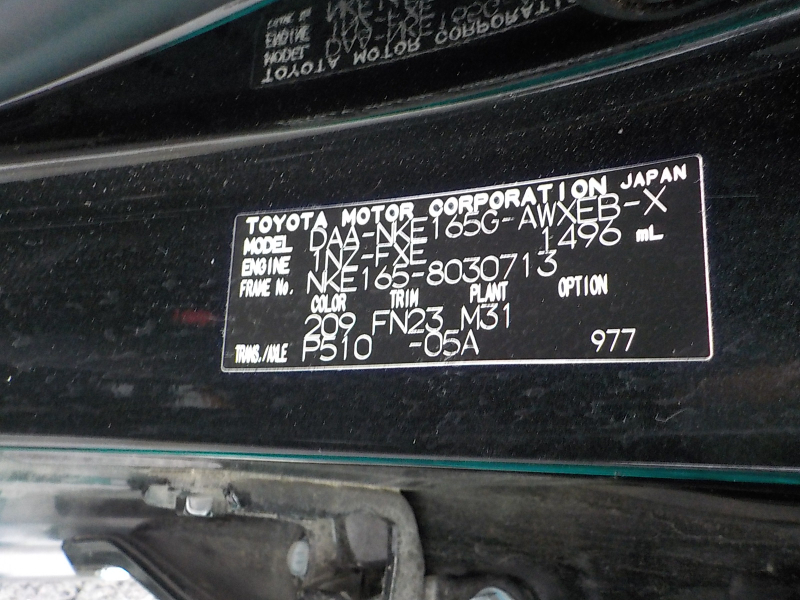 TOYOTA MOTOR CORPORATION JAPAN
MODEL DAA-NKE165G-AWXEB-X
ENGINE 1NZ-FXE 1496 mL
FRAME No. NKE165-8030713
COLOR TRIM PLANT OPTION
209 FN23 M31
TRANS./AXLE P510 -05A 977